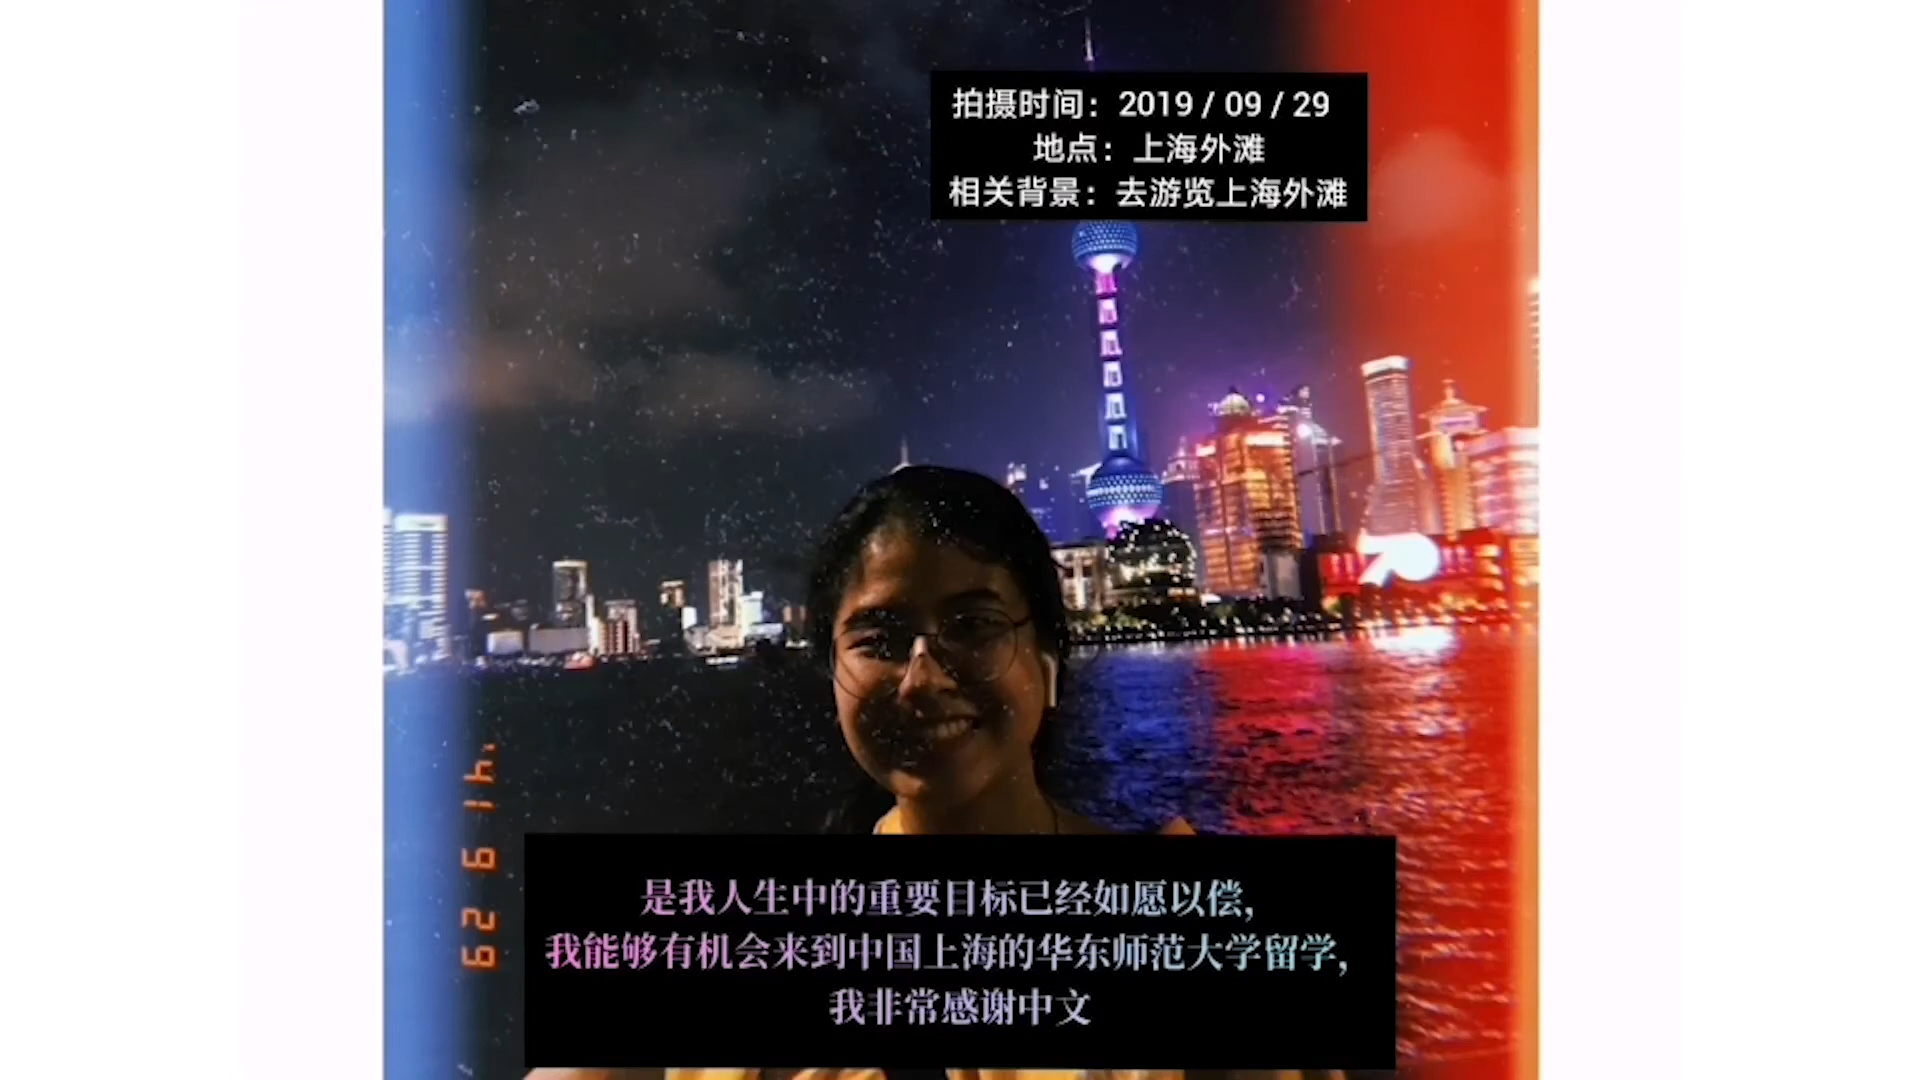 拍摄时间：2019 / 09 / 29
地点：上海外滩
相关背景：去游览上海外滩
70
是我人生中的重要目标已经如愿以偿,
我能够有机会来到中国上海的华东师范大学留学,
我非常感谢中文